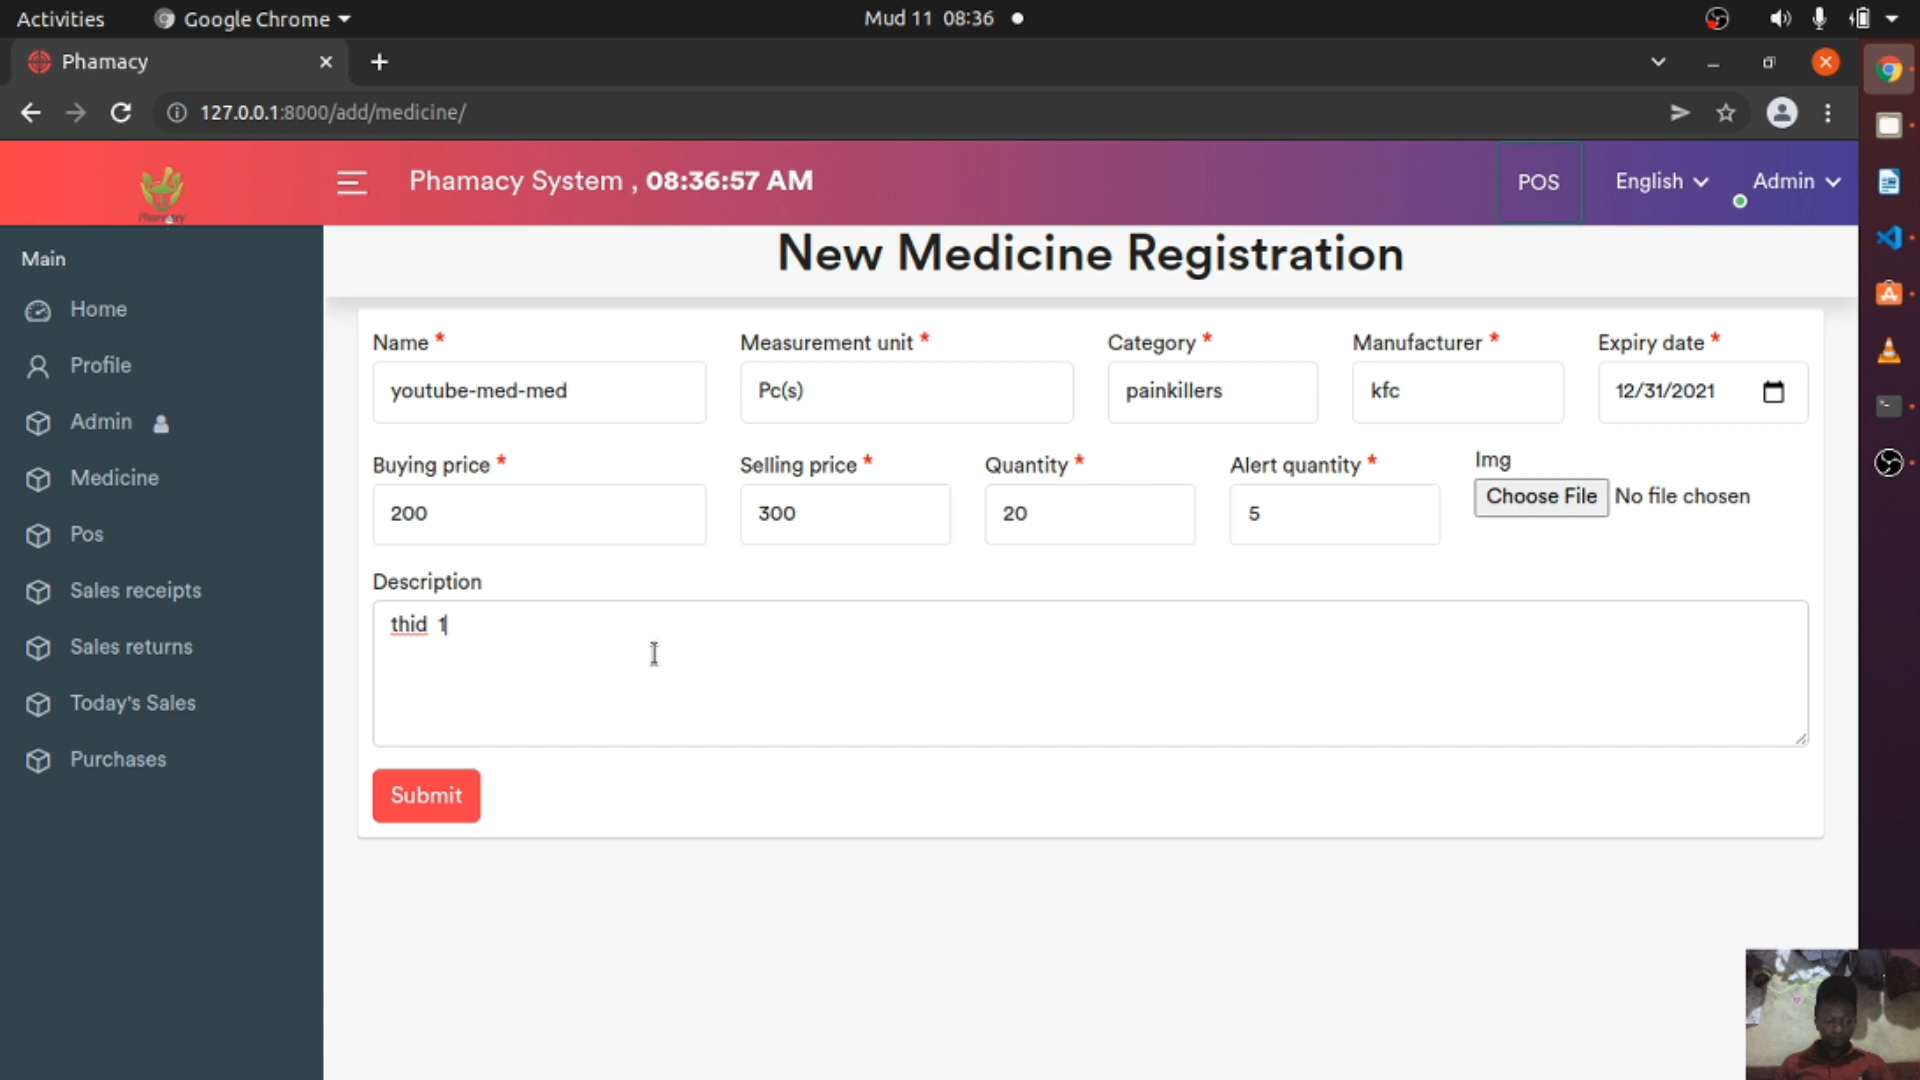 Activities Google Chrome Mud 11 08:36
Phamacy
127.0.0.1:8000/add/medicine/
Pharmacy
Phamacy System , 08:36:57 AM POS English Admin
Main
Home
Profile
Admin
Medicine
Pos
Sales receipts
Sales returns
Today's Sales
Purchases
New Medicine Registration
Name * Measurement unit * Category * Manufacturer * Expiry date *
youtube-med-med Pc(s) painkillers kfc 12/31/2021
Buying price * Selling price * Quantity * Alert quantity * Img
200 300 20 5 Choose File No file chosen
Description
thid 1
Submit